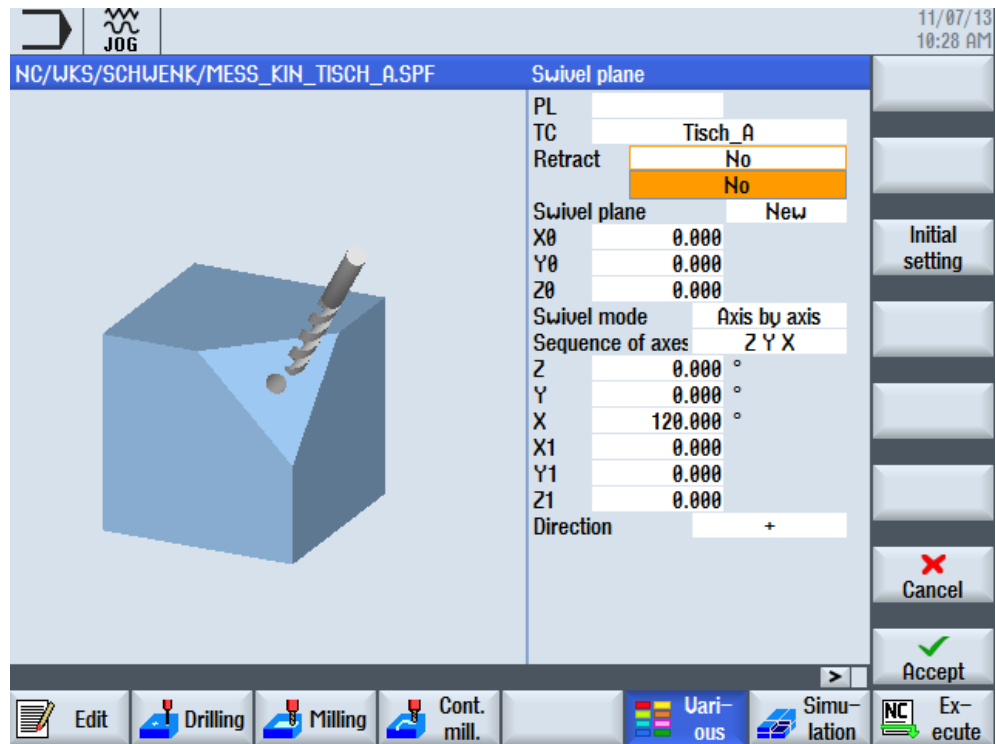 JOG
11/07/13
10:28 AM
NC/WKS/SCHWENK/MESS_KIN_TISCH_A.SPF
Swivel plane
PL
TC Tisch_A
Retract No
No
Swivel plane New
X0 0.000
Y0 0.000
Z0 0.000
Swivel mode Axis by axis
Sequence of axes Z Y X
Z 0.000 °
Y 0.000 °
X 120.000 °
X1 0.000
Y1 0.000
Z1 0.000
Direction +
Initial
setting
Cancel
Accept
>
Edit
Drilling
Milling
Cont.
mill.
Vari-
ous
Simu-
lation
NC
Ex-
ecute